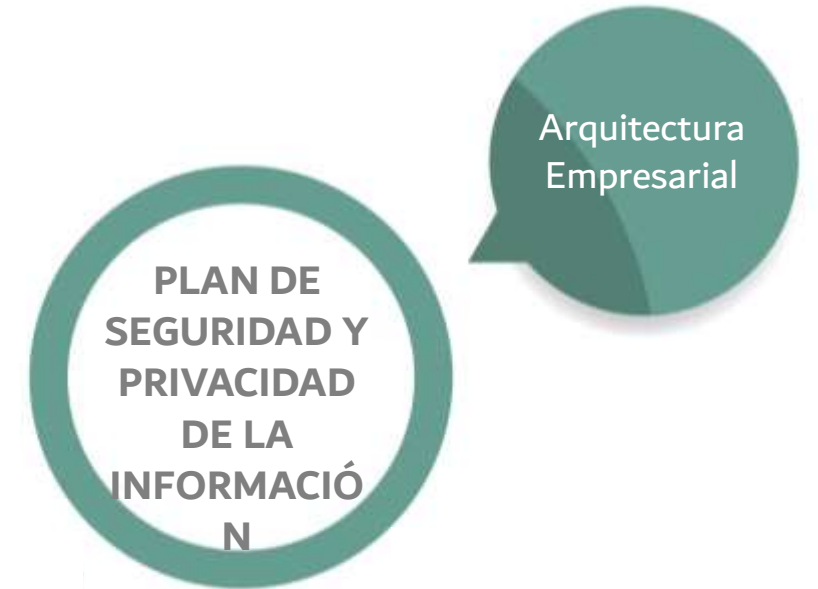 Arquitectura
Empresarial
PLAN DE
SEGURIDAD Y
PRIVACIDAD
DE LA
INFORMACIÓ
N